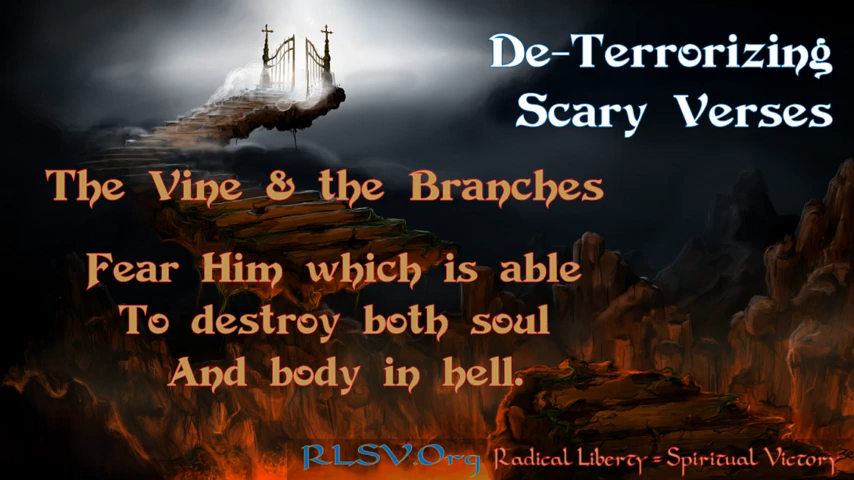 De-Terrorizing
Scary Verses
The Vine & the Branches
Fear Him which is able
To destroy both soul
And body in hell.
RLSV.Org Radical Liberty = Spiritual Victory